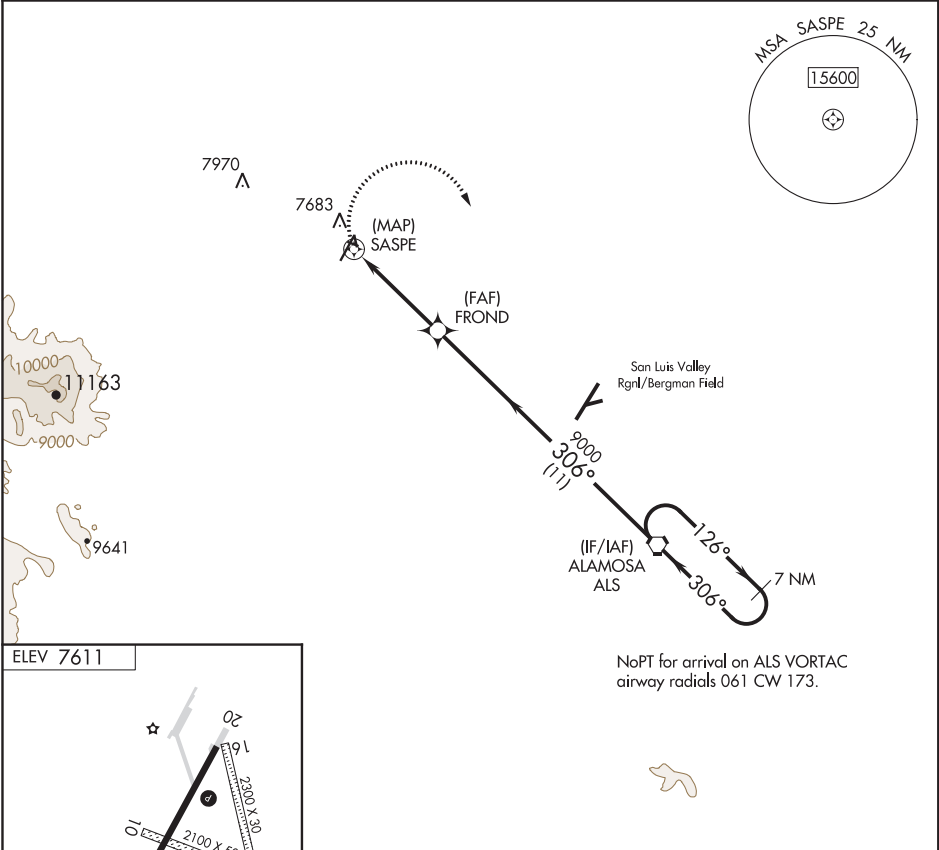 MSA SASPE 25 NM
15600
7970
7683
(MAP)
SASPE
(FAF)
FROND
San Luis Valley
Rgnl/Bergman Field
10000
11163
9000
9000
306°
(11)
9641
(IF/IAF)
ALAMOSA
ALS
126°
306°
7 NM
NoPT for arrival on ALS VORTAC
airway radials 061 CW 173.
ELEV 7611
20
16
2300 X 30
P
10
2100 X